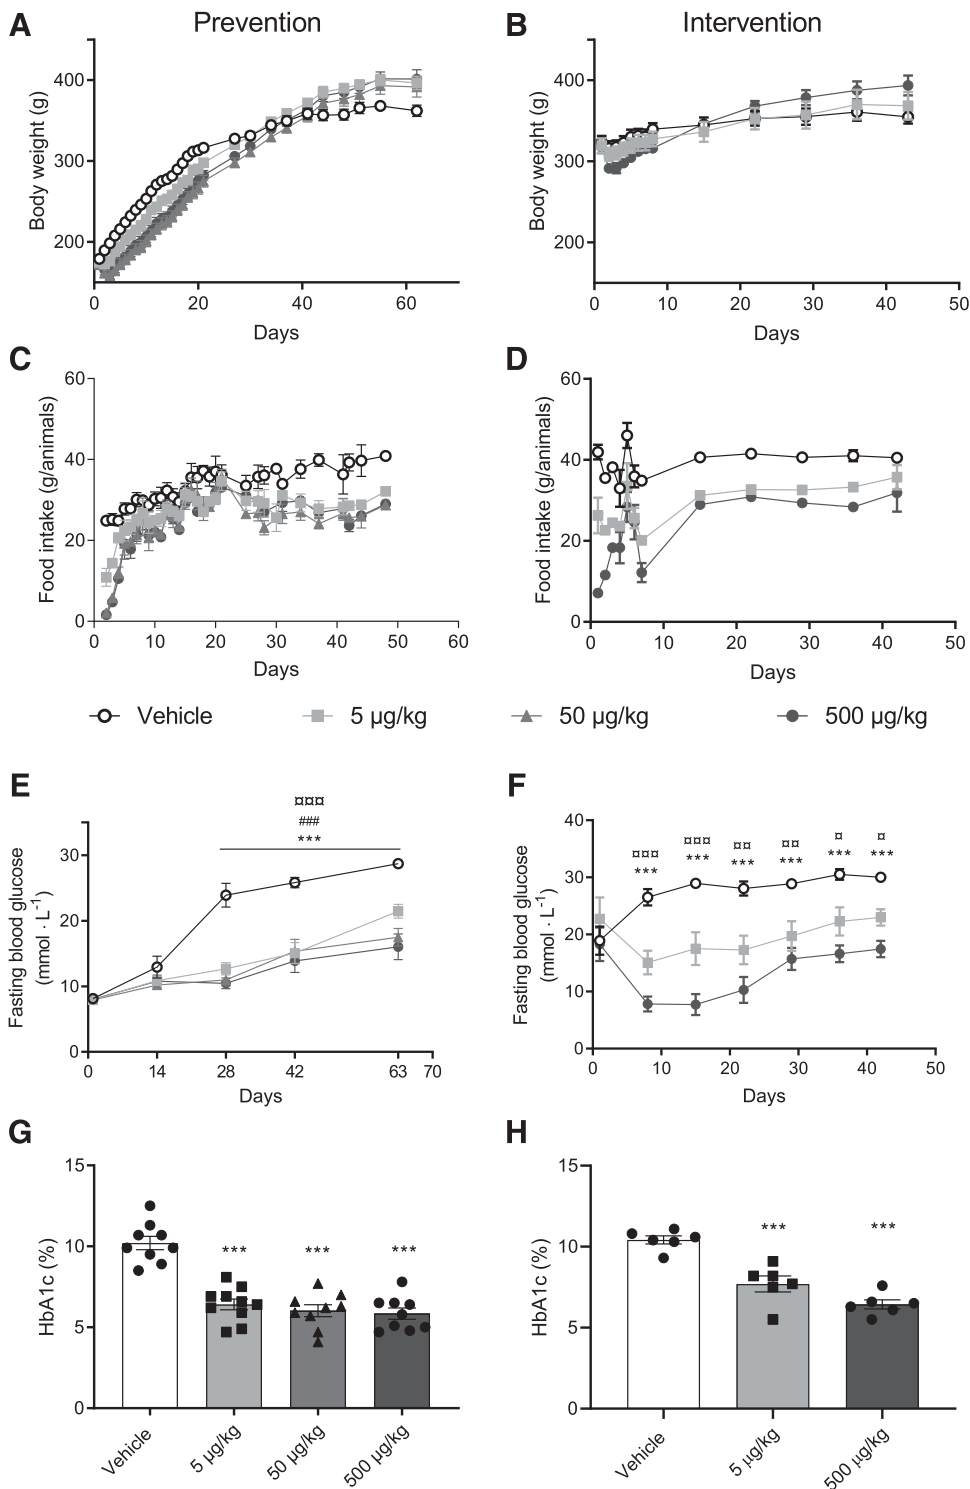 A Prevention
Body weight (g)
400
300
200
0 20 40 60
Days
B Intervention
Body weight (g)
400
300
200
0 10 20 30 40 50
Days
C
Food intake (g/animals)
60
40
20
0
0 10 20 30 40 50 60
Days
D
Food intake (g/animals)
60
40
20
0
0 10 20 30 40 50
Days
Vehicle 5 µg/kg 50 µg/kg 500 µg/kg
E
Fasting blood glucose
(mmol · L⁻¹)
¤¤¤
###
***
30
20
10
0
0 14 28 42 63 70
Days
F
Fasting blood glucose
(mmol · L⁻¹)
¤¤¤ ¤¤¤ ¤¤ ¤¤ ¤ ¤
*** *** *** *** *** ***
40
30
20
10
0
0 10 20 30 40 50
Days
G
HbA1c (%)
15
10
5
0
*** *** ***
Vehicle 5 µg/kg 50 µg/kg 500 µg/kg
H
HbA1c (%)
15
10
5
0
*** ***
Vehicle 5 µg/kg 500 µg/kg